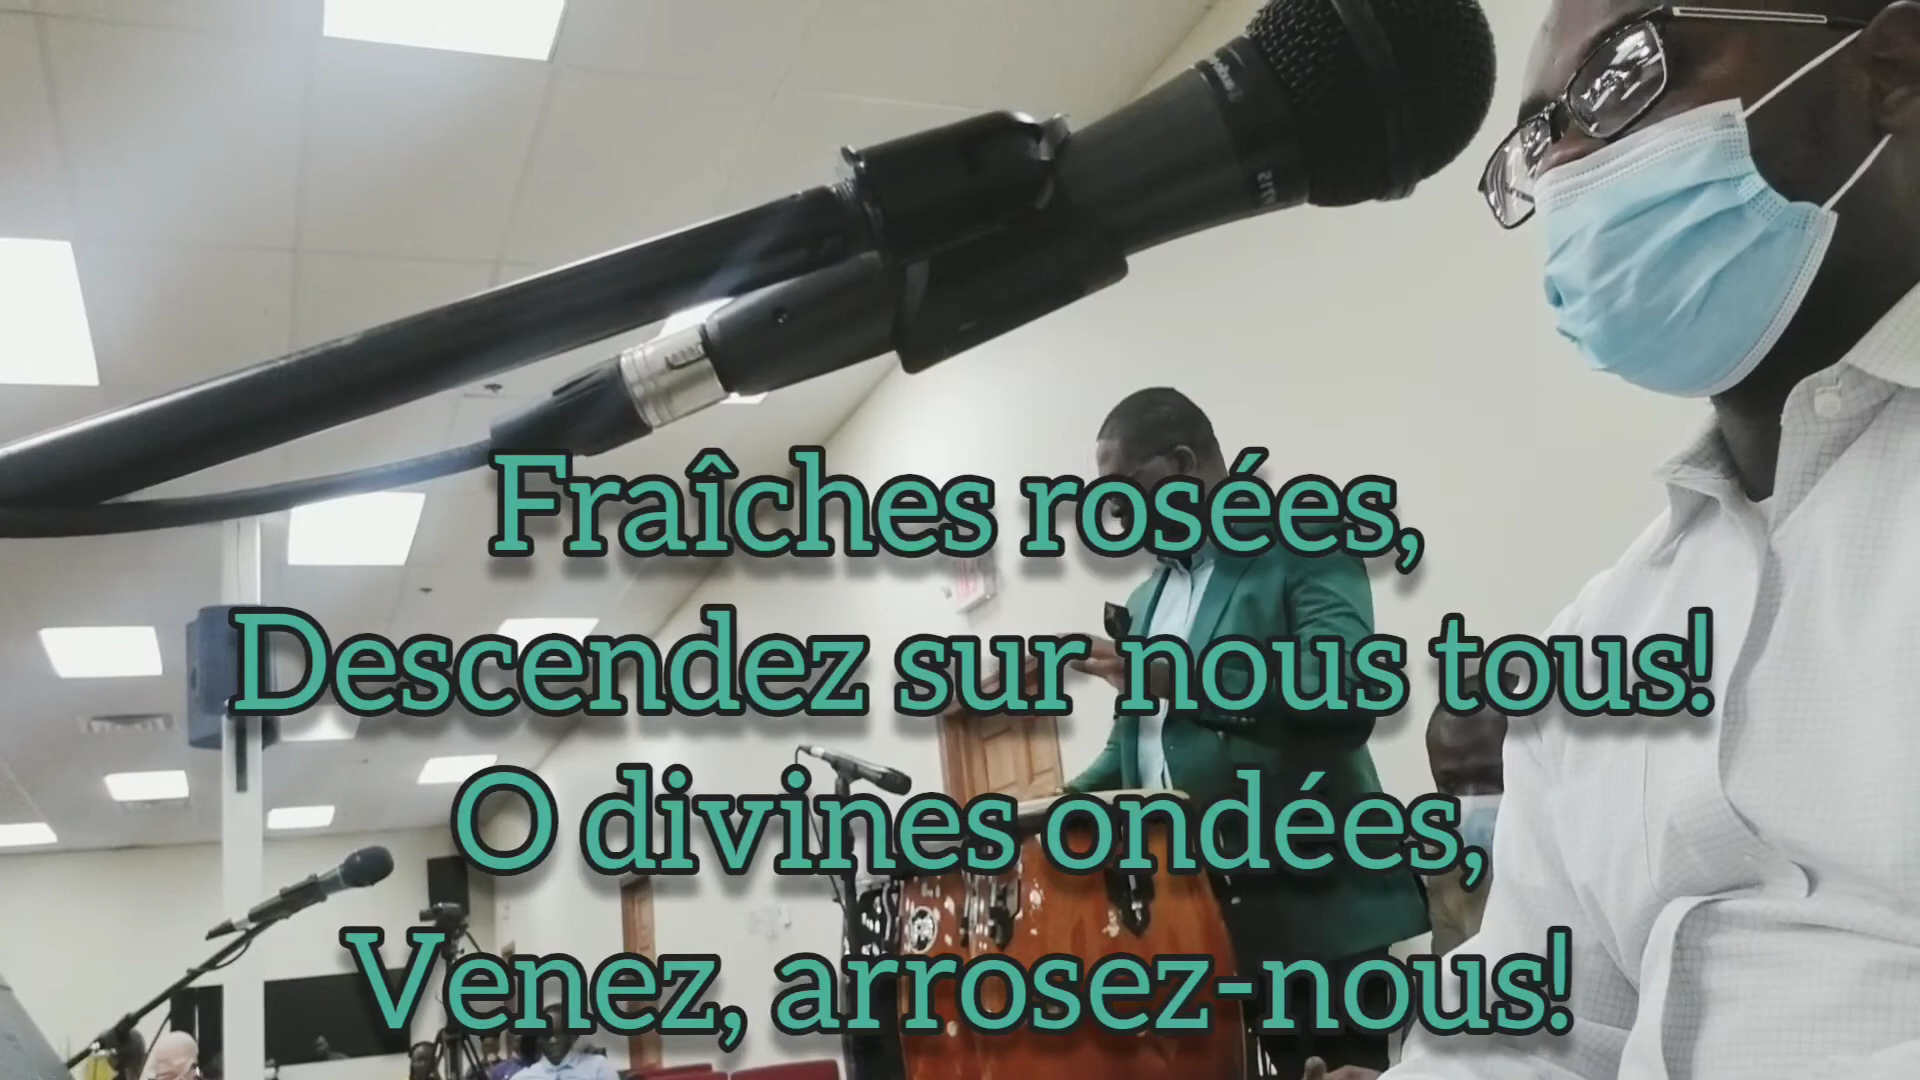 Fraîches rosées,
Descendez sur nous tous!
O divines ondées,
Venez, arrosez-nous!